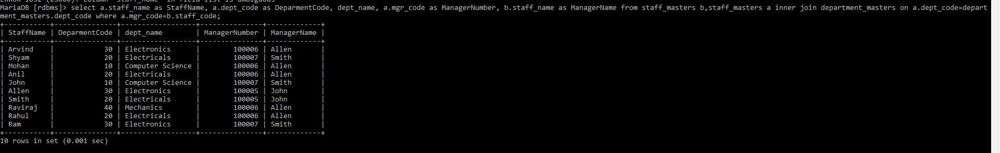 MariaDB [rdbms]> select a.staff_name as StaffName, a.dept_code as DeparmentCode, dept_name, a.mgr_code as ManagerNumber, b.staff_name as ManagerName from staff_masters b,staff_masters a inner join department_masters on a.dept_code=depart
ment_masters.dept_code where a.mgr_code=b.staff_code;
+-----------+---------------+------------------+---------------+-------------+
| StaffName | DeparmentCode | dept_name        | ManagerNumber | ManagerName |
+-----------+---------------+------------------+---------------+-------------+
| Arvind    |            30 | Electronics      |        100006 | Allen       |
| Shyam     |            20 | Electricals      |        100007 | Smith       |
| Mohan     |            10 | Computer Science |        100006 | Allen       |
| Anil      |            20 | Electricals      |        100006 | Allen       |
| John      |            10 | Computer Science |        100007 | Smith       |
| Allen     |            30 | Electronics      |        100005 | John        |
| Smith     |            20 | Electricals      |        100005 | John        |
| Raviraj   |            40 | Mechanics        |        100006 | Allen       |
| Rahul     |            20 | Electricals      |        100006 | Allen       |
| Ram       |            30 | Electronics      |        100007 | Smith       |
+-----------+---------------+------------------+---------------+-------------+
10 rows in set (0.001 sec)